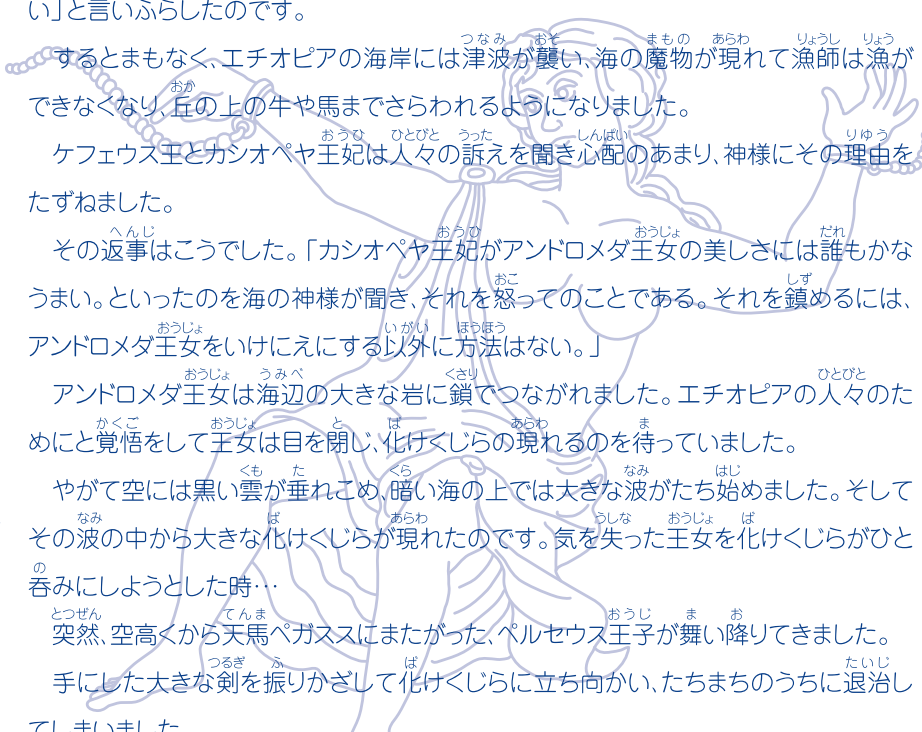 い」と言いふらしたのです。
するとまもなく、エチオピアの海岸には津波が襲い、海の魔物が現れて漁師は漁が
できなくなり、丘の上の牛や馬までさらわれるようになりました。
ケフェウス王とカシオペヤ王妃は人々の訴えを聞き心配のあまり、神様にその理由を
たずねました。
その返事はこうでした。「カシオペヤ王妃がアンドロメダ王女の美しさには誰もかな
うまい。といったのを海の神様が聞き、それを怒ってのことである。それを鎮めるには、
アンドロメダ王女をいけにえにする以外に方法はない。」
アンドロメダ王女は海辺の大きな岩に鎖でつながれました。エチオピアの人々のた
めにと覚悟をして王女は目を閉じ、化けくじらの現れるのを待っていました。
やがて空には黒い雲が垂れこめ、暗い海の上では大きな波がたち始めました。そして
その波の中から大きな化けくじらが現れたのです。気を失った王女を化けくじらがひと
呑みにしようとした時…
突然、空高くから天馬ペガススにまたがった、ペルセウス王子が舞い降りてきました。
手にした大きな剣を振りかざして化けくじらに立ち向かい、たちまちのうちに退治し
てしまいました